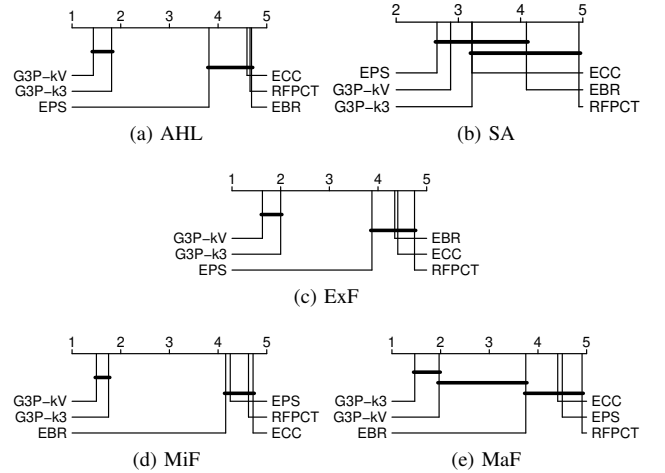 1 2 3 4 5
G3P−kV
G3P−k3
EPS
ECC
RFPCT
EBR
(a) AHL
2 3 4 5
EPS
G3P−kV
G3P−k3
ECC
EBR
RFPCT
(b) SA
1 2 3 4 5
G3P−kV
G3P−k3
EPS
EBR
ECC
RFPCT
(c) ExF
1 2 3 4 5
G3P−kV
G3P−k3
EBR
EPS
RFPCT
ECC
(d) MiF
1 2 3 4 5
G3P−k3
G3P−kV
EBR
ECC
EPS
RFPCT
(e) MaF